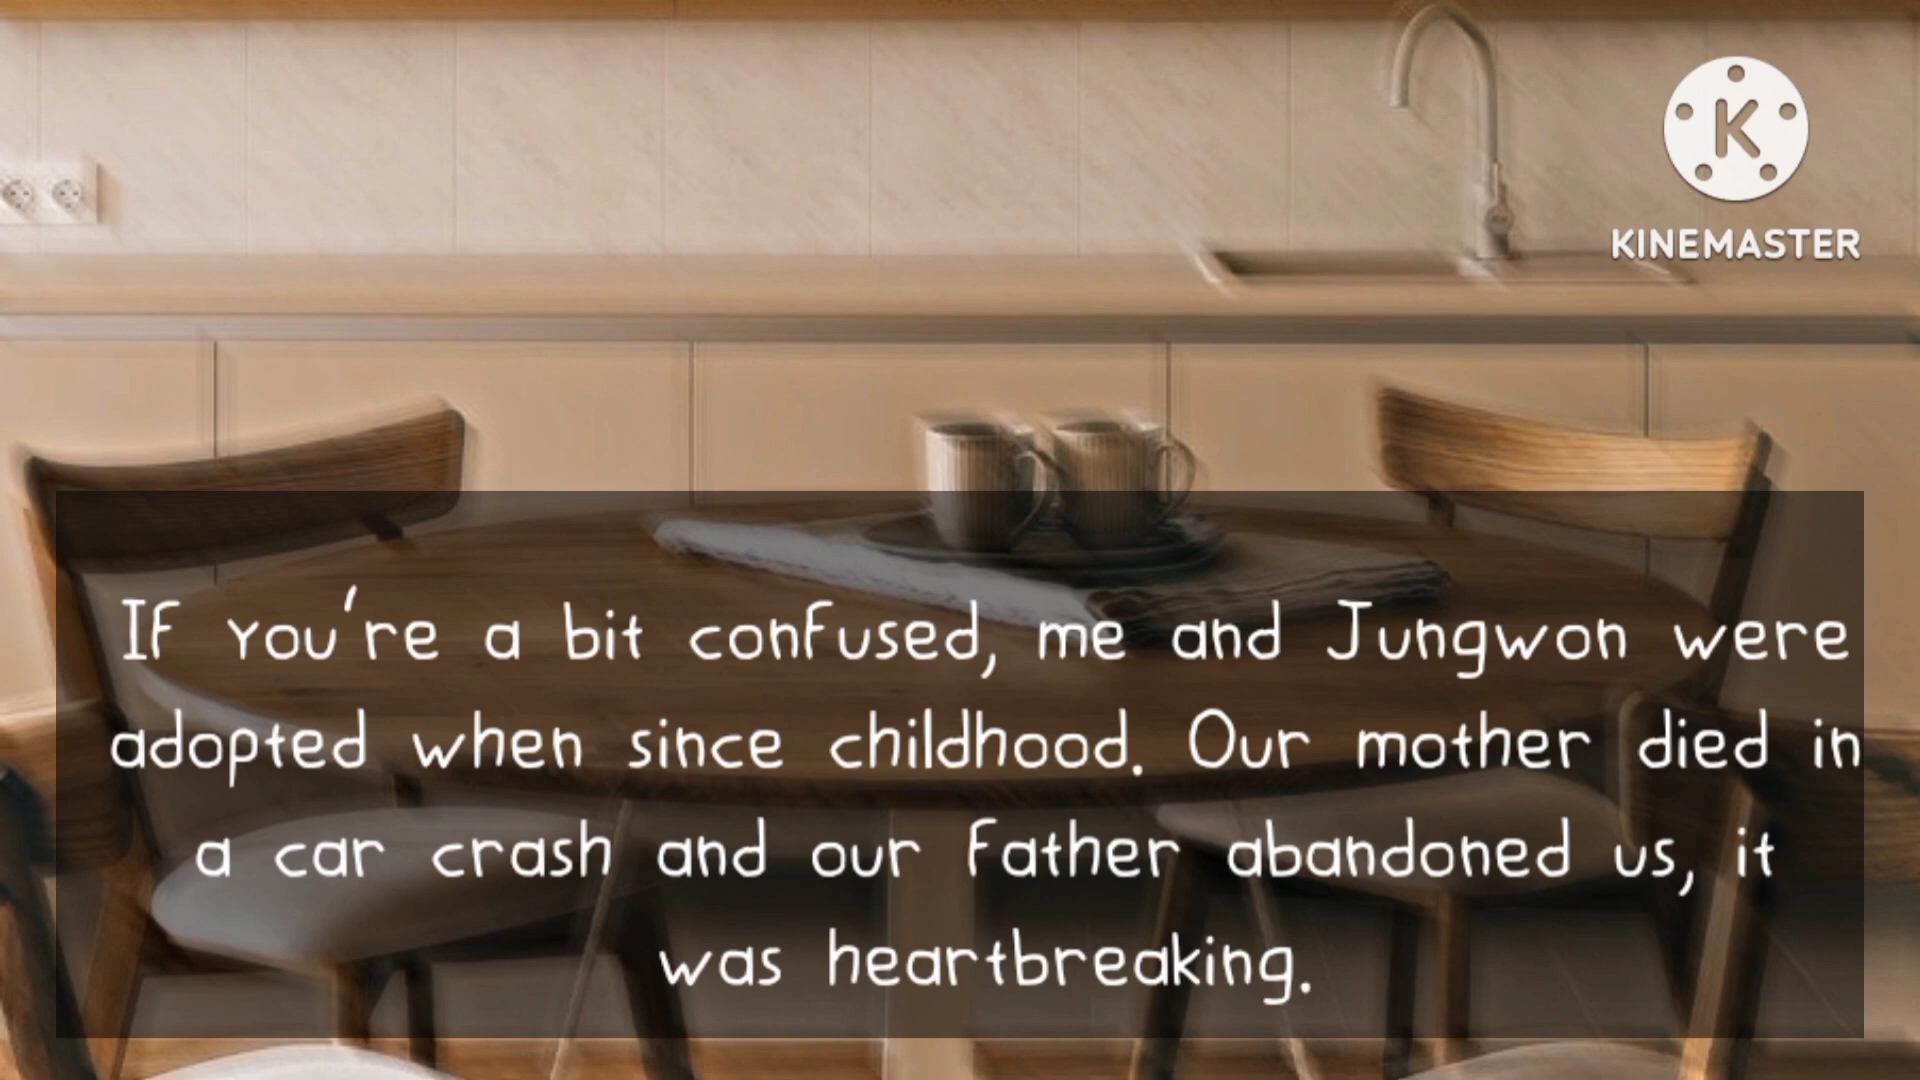 K
KINEMASTER
If you're a bit confused, me and Jungwon were
adopted when since childhood. Our mother died in
a car crash and our father abandoned us, it
was heartbreaking.